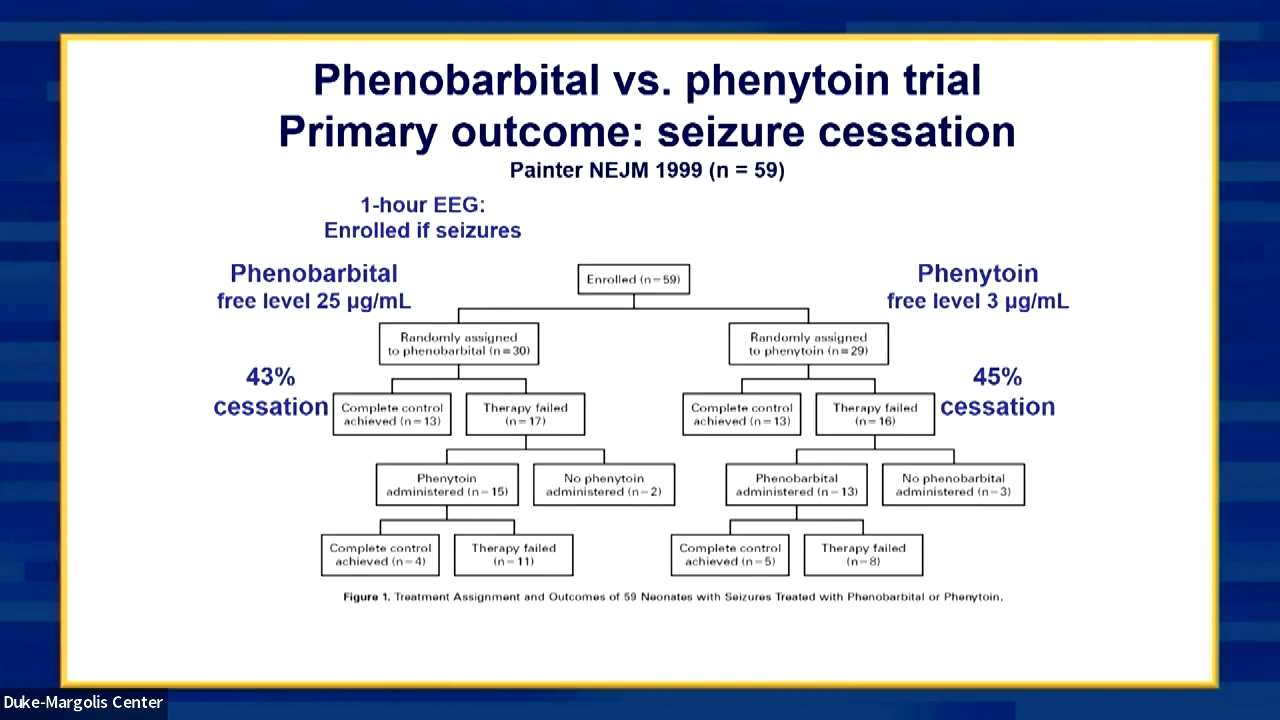 Phenobarbital vs. phenytoin trial
Primary outcome: seizure cessation
Painter NEJM 1999 (n = 59)
1-hour EEG:
Enrolled if seizures
Phenobarbital
free level 25 µg/mL
Enrolled (n=59)
Phenytoin
free level 3 µg/mL
Randomly assigned
to phenobarbital (n=30)
Randomly assigned
to phenytoin (n=29)
43%
cessation
Complete control
achieved (n=13)
Therapy failed
(n=17)
Complete control
achieved (n=13)
Therapy failed
(n=16)
45%
cessation
Phenytoin
administered (n=15)
No phenytoin
administered (n=2)
Phenobarbital
administered (n=13)
No phenobarbital
administered (n=3)
Complete control
achieved (n=4)
Therapy failed
(n=11)
Complete control
achieved (n=5)
Therapy failed
(n=8)
Figure 1. Treatment Assignment and Outcomes of 59 Neonates with Seizures Treated with Phenobarbital or Phenytoin.
Duke-Margolis Center